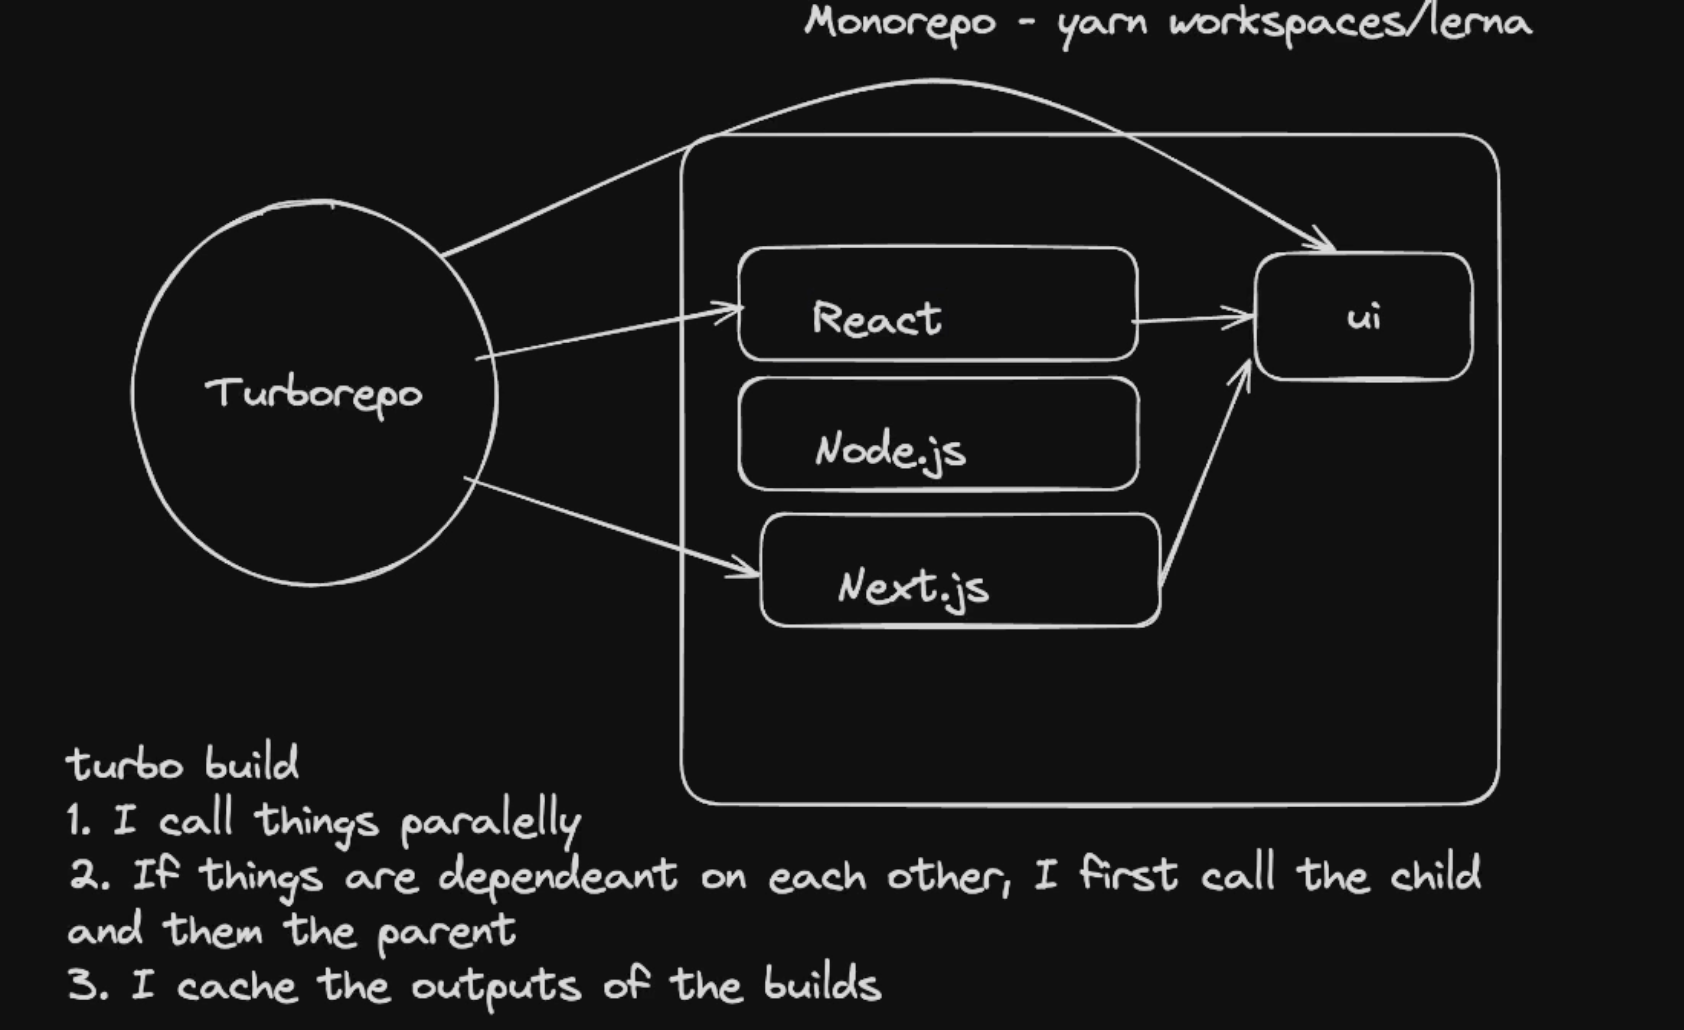 Monorepo - yarn workspaces/lerna
React
ui
Turborepo
Node.js
Next.js
turbo build
1. I call things paralelly
2. If things are dependeant on each other, I first call the child
and them the parent
3. I cache the outputs of the builds